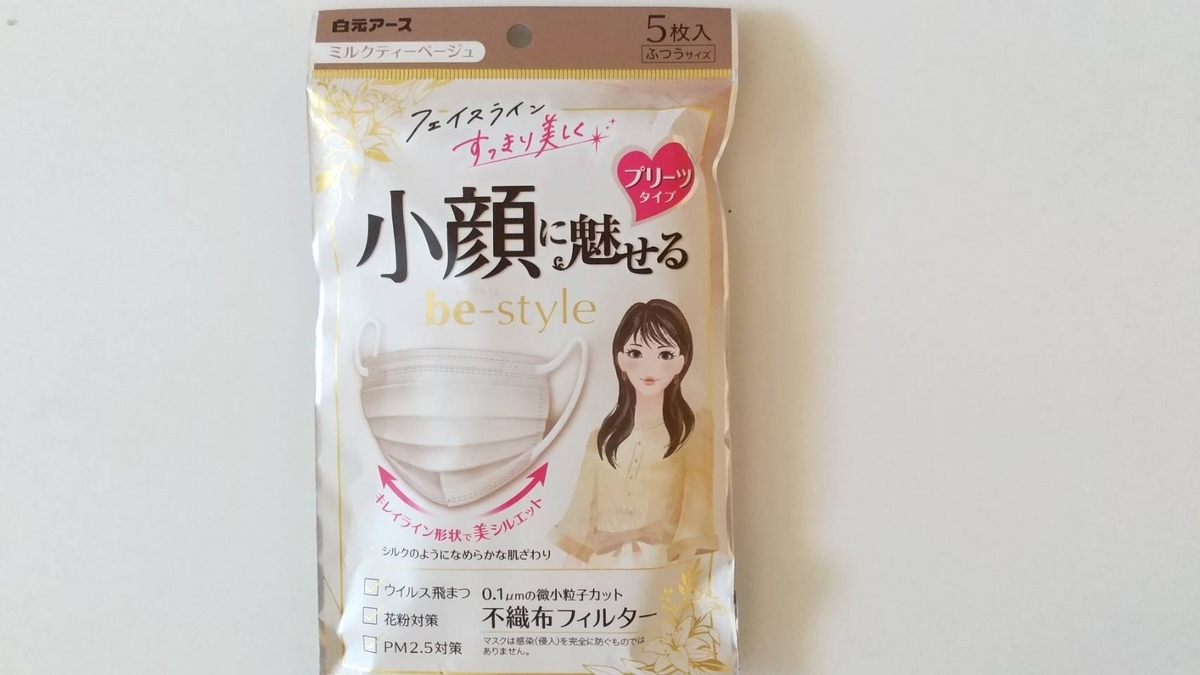 白元アース
ミルクティーベージュ
5枚入
ふつうサイズ
フェイスライン
すっきり美しく
プリーツ
タイプ
小顔に魅せる
be-style
キレイライン形状で美シルエット
シルクのようになめらかな肌ざわり
ウイルス飛まつ
花粉対策
PM2.5対策
0.1μmの微小粒子カット
不織布フィルター
マスクは感染(侵入)を完全に防ぐものでは
ありません。